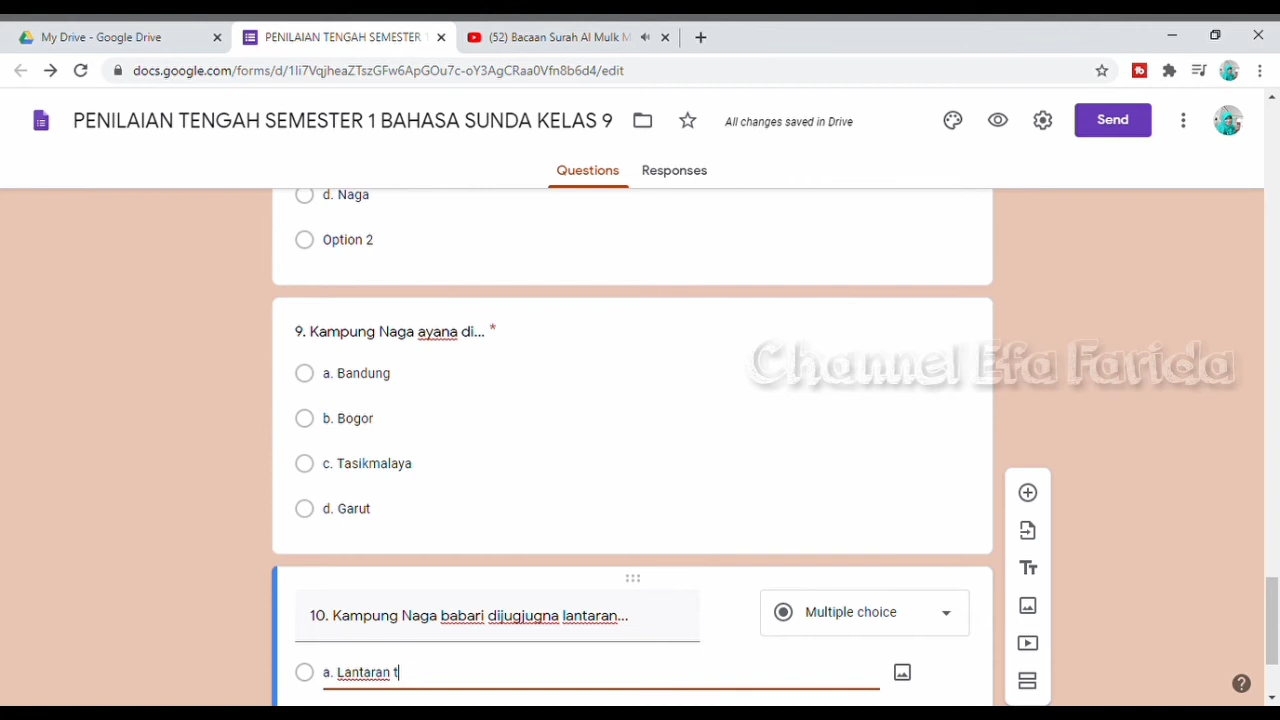 My Drive - Google Drive
PENILAIAN TENGAH SEMESTER 1
(52) Bacaan Surah Al Mulk M
docs.google.com/forms/d/1Ii7VqjheaZTszGFw6ApGOu7c-oY3AgCRaa0Vfn8b6d4/edit
PENILAIAN TENGAH SEMESTER 1 BAHASA SUNDA KELAS 9
All changes saved in Drive
Send
Questions
Responses
d. Naga
Option 2
9. Kampung Naga ayana di... *
Channel Efa Farida
a. Bandung
b. Bogor
c. Tasikmalaya
d. Garut
10. Kampung Naga babari dijugjugna lantaran...
Multiple choice
a. Lantaran t